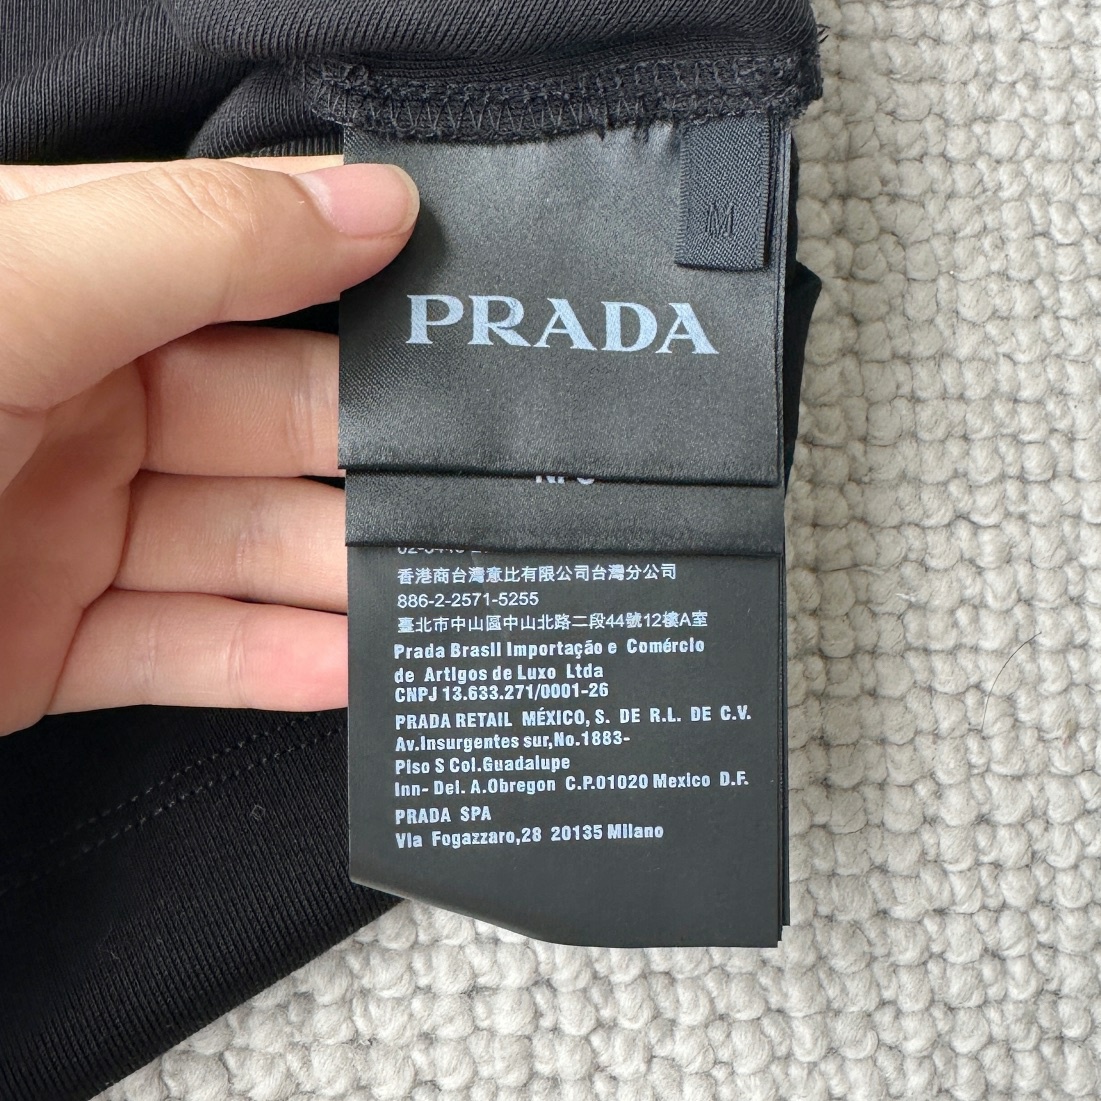 M
PRADA
香港商台灣意比有限公司台灣分公司
886-2-2571-5255
臺北市中山區中山北路二段44號12樓A室
Prada Brasil Importação e Comércio
de Artigos de Luxo Ltda
CNPJ 13.633.271/0001-26
PRADA RETAIL MÉXICO, S. DE R.L. DE C.V.
Av.Insurgentes sur,No.1883-
Piso S Col.Guadalupe
Inn- Del. A.Obregon C.P.01020 Mexico D.F.
PRADA SPA
Via Fogazzaro,28 20135 Milano